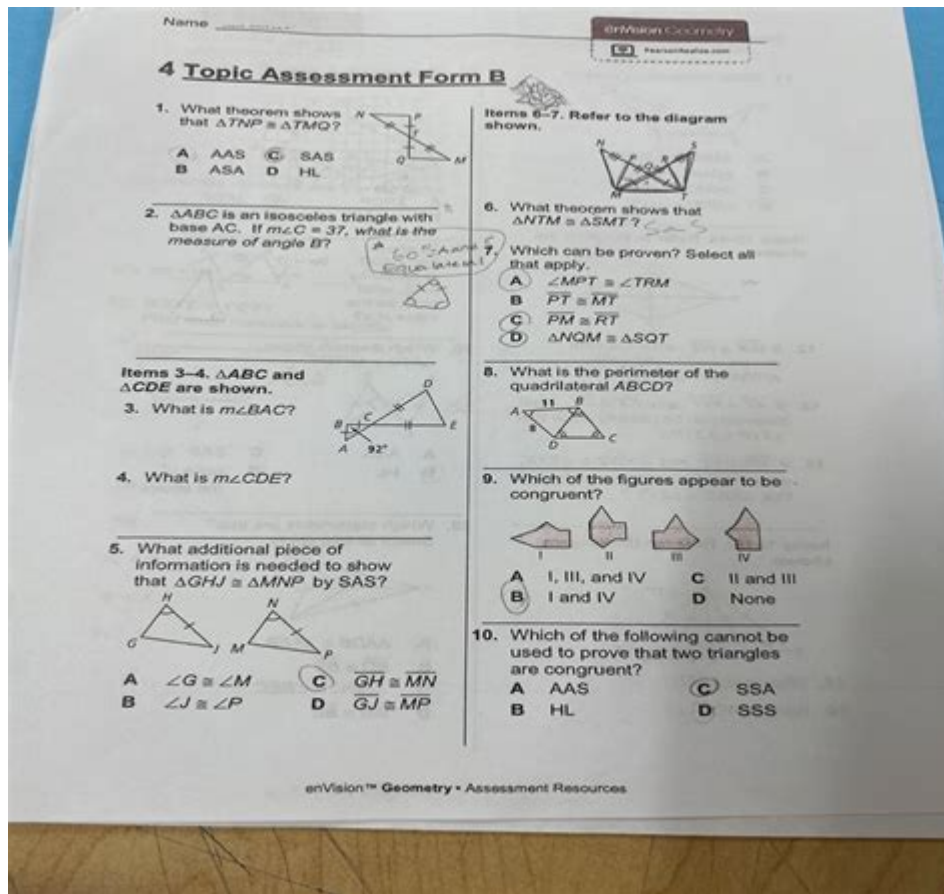 Name
enVision Geometry
PearsonRealize.com
4 Topic Assessment Form B
1. What theorem shows
that △TNP ≅ △TMQ?
N
P
T
Q
M
A AAS C SAS
B ASA D HL
2. △ABC is an isosceles triangle with
base AC. If m∠C = 37, what is the
measure of angle B?
60°
Equilateral
Items 3–4. △ABC and
△CDE are shown.
3. What is m∠BAC?
D
B C E
A 92°
4. What is m∠CDE?
5. What additional piece of
information is needed to show
that △GHJ ≅ △MNP by SAS?
H N
G J M P
A ∠G ≅ ∠M C GH ≅ MN
B ∠J ≅ ∠P D GJ ≅ MP
Items 6–7. Refer to the diagram
shown.
N S
P Q R
M T
6. What theorem shows that
△NTM ≅ △SMT?
SaS
7. Which can be proven? Select all
that apply.
A ∠MPT ≅ ∠TRM
B PT ≅ MT
C PM ≅ RT
D △NQM ≅ △SQT
8. What is the perimeter of the
quadrilateral ABCD?
11 B
A
8
D C
9. Which of the figures appear to be
congruent?
I II III IV
A I, III, and IV C II and III
B I and IV D None
10. Which of the following cannot be
used to prove that two triangles
are congruent?
A AAS C SSA
B HL D SSS
enVision™ Geometry • Assessment Resources